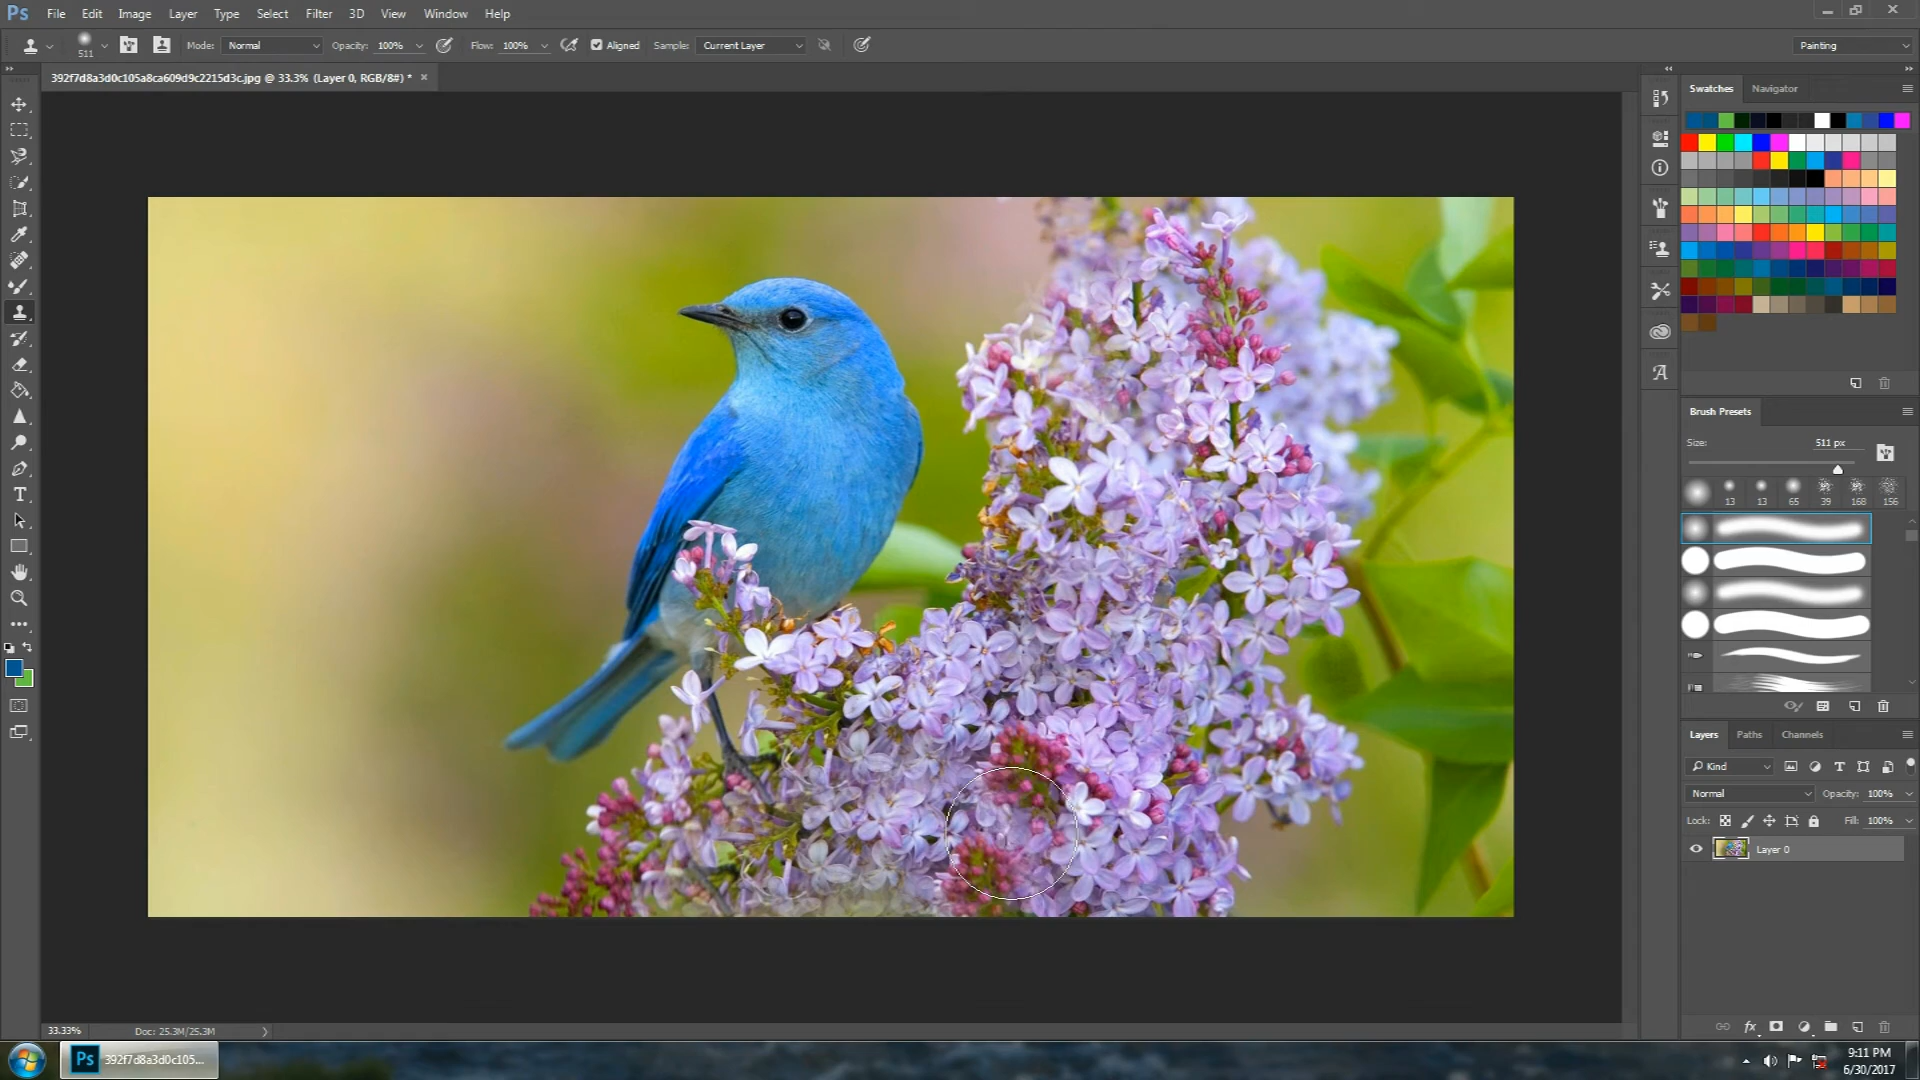 Ps File Edit Image Layer Type Select Filter 3D View Window Help
511 Mode: Normal Opacity: 100% Flow: 100% Aligned Sample: Current Layer Painting
392f7d8a3d0c105a8ca609d9c2215d3c.jpg @ 33.3% (Layer 0, RGB/8#) * ×
Swatches Navigator
Brush Presets
Size: 511 px
13 13 65 39 168 156
Layers Paths Channels
Kind
Normal Opacity: 100%
Lock: Fill: 100%
Layer 0
33.33% Doc: 25.3M/25.3M
fx
Ps 392f7d8a3d0c105...
9:11 PM
6/30/2017